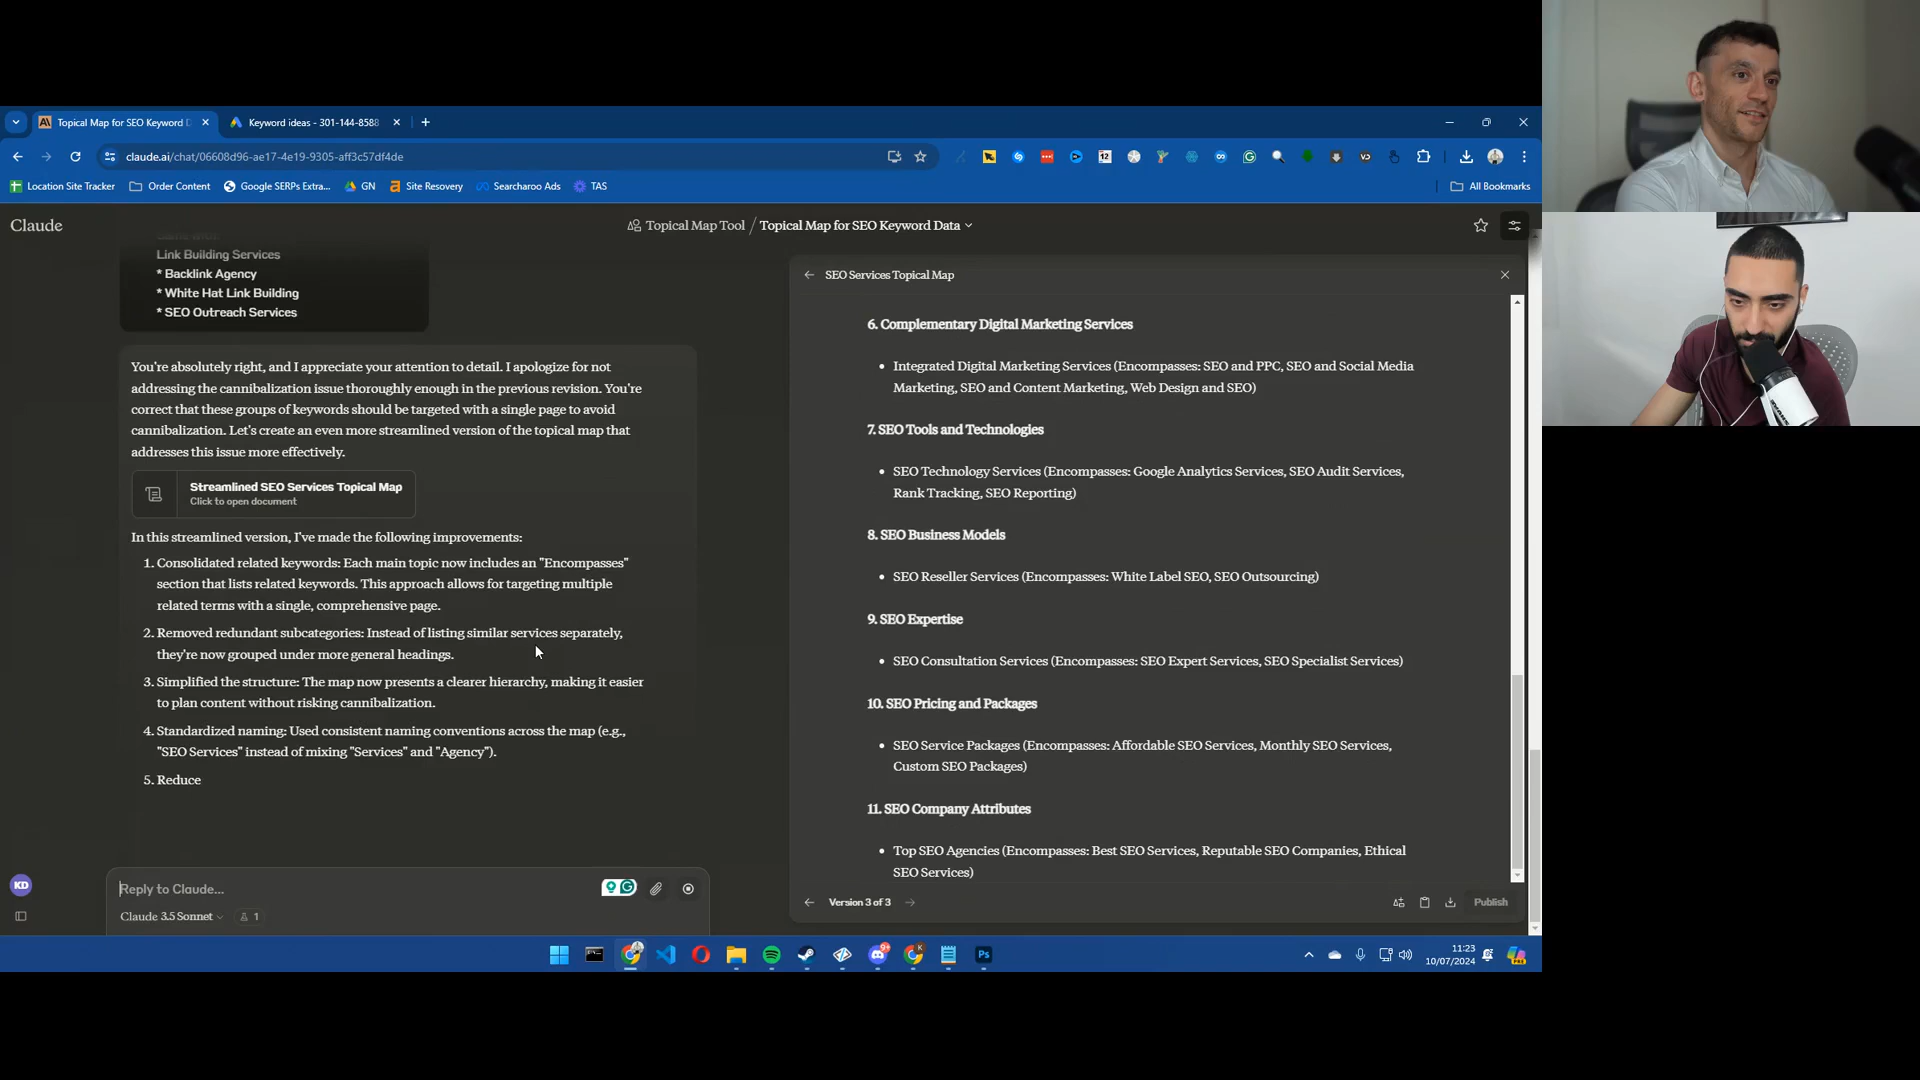 Topical Map for SEO Keyword D
Keyword ideas - 301-144-8588
claude.ai/chat/06608d96-ae17-4e19-9305-aff3c57df4de
Location Site Tracker
Order Content
Google SERPs Extra...
GN
Site Recovery
Searcharoo Ads
TAS
All Bookmarks
Claude
Topical Map Tool / Topical Map for SEO Keyword Data
Link Building Services
* Backlink Agency
* White Hat Link Building
* SEO Outreach Services
You're absolutely right, and I appreciate your attention to detail. I apologize for not
addressing the cannibalization issue thoroughly enough in the previous revision. You're
correct that these groups of keywords should be targeted with a single page to avoid
cannibalization. Let's create an even more streamlined version of the topical map that
addresses this issue more effectively.
Streamlined SEO Services Topical Map
Click to open document
In this streamlined version, I've made the following improvements:
1. Consolidated related keywords: Each main topic now includes an "Encompasses"
section that lists related keywords. This approach allows for targeting multiple
related terms with a single, comprehensive page.
2. Removed redundant subcategories: Instead of listing similar services separately,
they're now grouped under more general headings.
3. Simplified the structure: The map now presents a clearer hierarchy, making it easier
to plan content without risking cannibalization.
4. Standardized naming: Used consistent naming conventions across the map (e.g.,
"SEO Services" instead of mixing "Services" and "Agency").
5. Reduce
KD
Reply to Claude...
Claude 3.5 Sonnet
1
SEO Services Topical Map
6. Complementary Digital Marketing Services
• Integrated Digital Marketing Services (Encompasses: SEO and PPC, SEO and Social Media
Marketing, SEO and Content Marketing, Web Design and SEO)
7. SEO Tools and Technologies
• SEO Technology Services (Encompasses: Google Analytics Services, SEO Audit Services,
Rank Tracking, SEO Reporting)
8. SEO Business Models
• SEO Reseller Services (Encompasses: White Label SEO, SEO Outsourcing)
9. SEO Expertise
• SEO Consultation Services (Encompasses: SEO Expert Services, SEO Specialist Services)
10. SEO Pricing and Packages
• SEO Service Packages (Encompasses: Affordable SEO Services, Monthly SEO Services,
Custom SEO Packages)
11. SEO Company Attributes
• Top SEO Agencies (Encompasses: Best SEO Services, Reputable SEO Companies, Ethical
SEO Services)
Version 3 of 3
Publish
11:23
10/07/2024